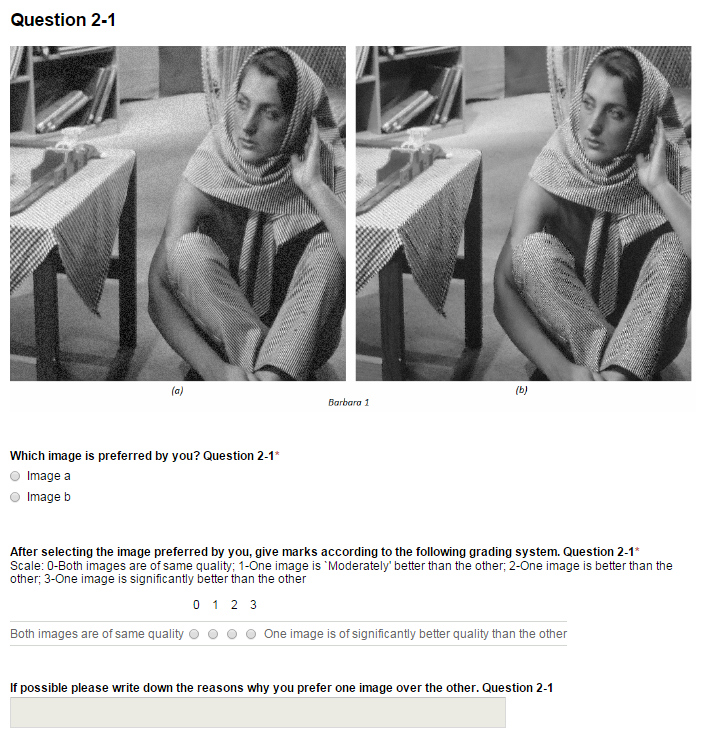 Question 2-1
(a)
(b)
Barbara 1
Which image is preferred by you? Question 2-1*
Image a
Image b
After selecting the image preferred by you, give marks according to the following grading system. Question 2-1*
Scale: 0-Both images are of same quality; 1-One image is `Moderately' better than the other; 2-One image is better than the
other; 3-One image is significantly better than the other
0 1 2 3
Both images are of same quality One image is of significantly better quality than the other
If possible please write down the reasons why you prefer one image over the other. Question 2-1